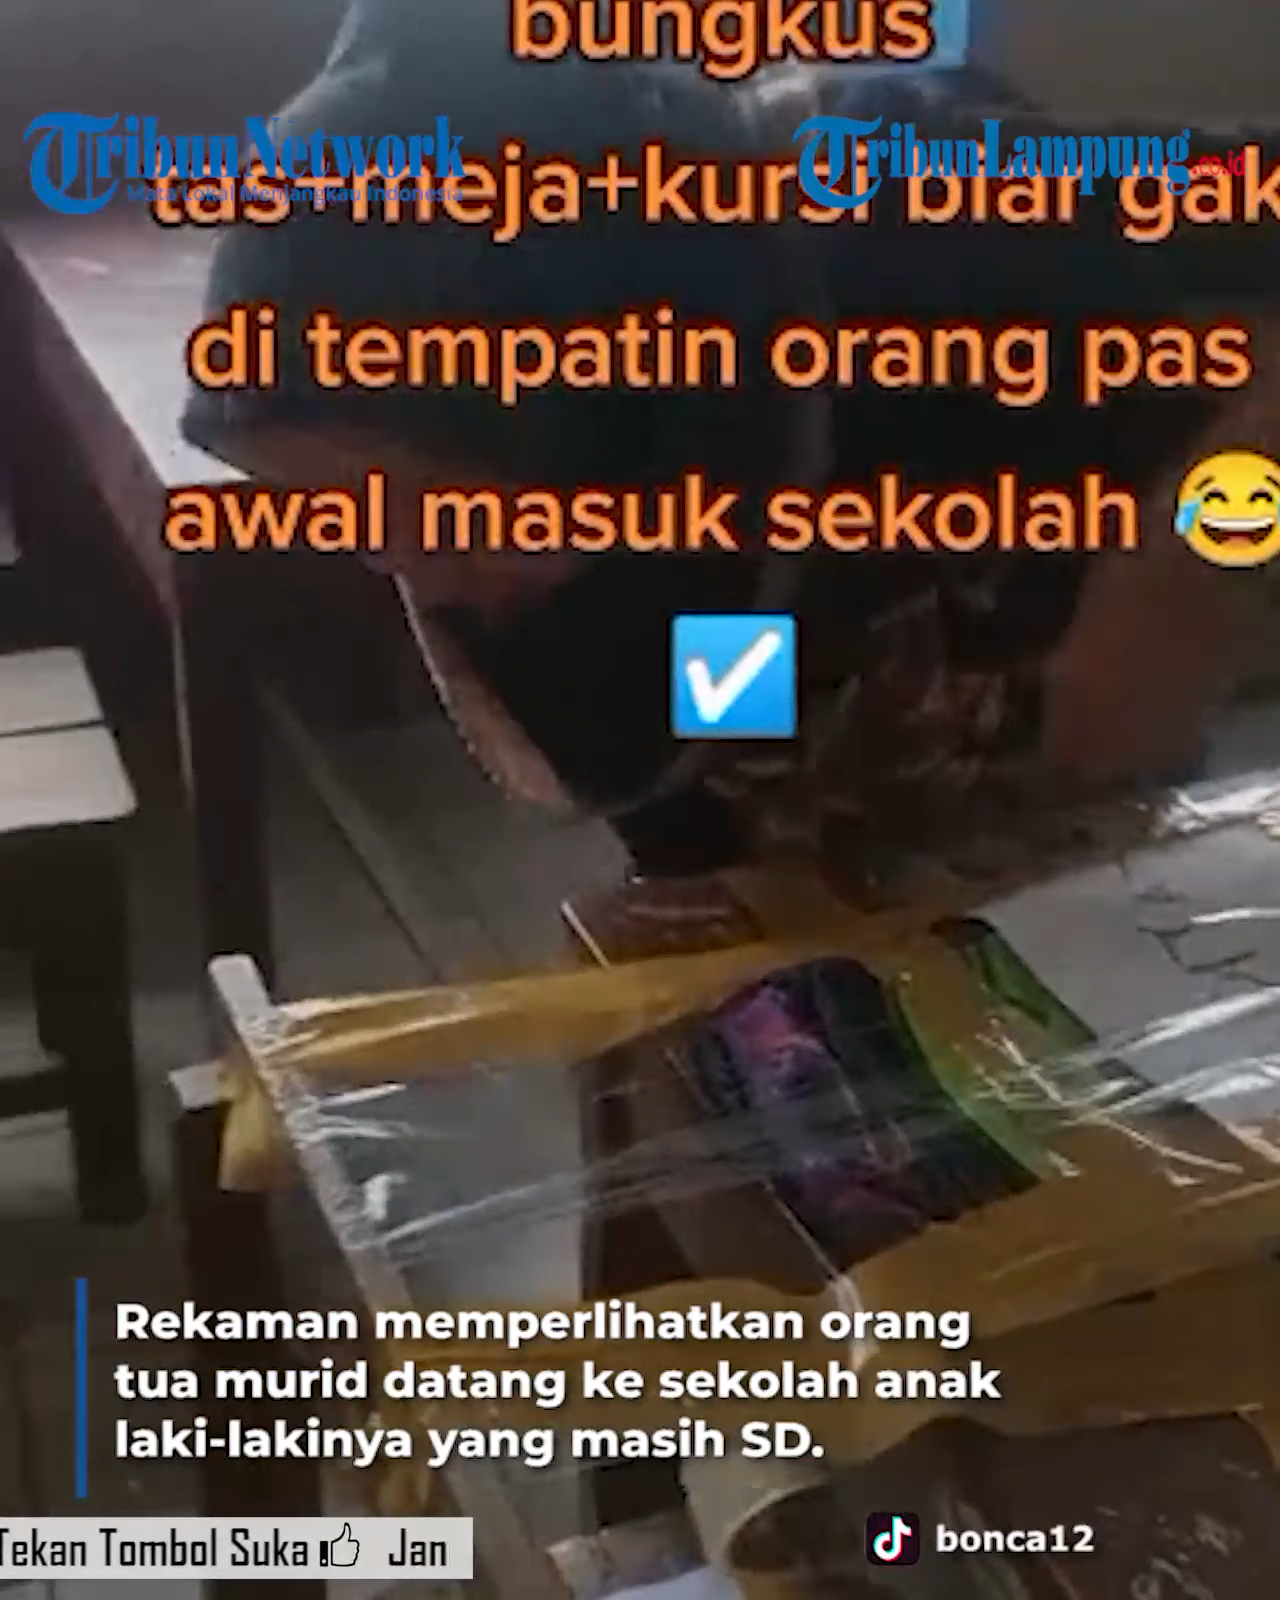 bungkus
TribunNetwork
Mata Lokal Menjangkau Indonesia
TribunLampung.co.id
tas+meja+kursi biar gak
di tempatin orang pas
awal masuk sekolah 😂
☑
Rekaman memperlihatkan orang
tua murid datang ke sekolah anak
laki-lakinya yang masih SD.
Tekan Tombol Suka Jan
bonca12